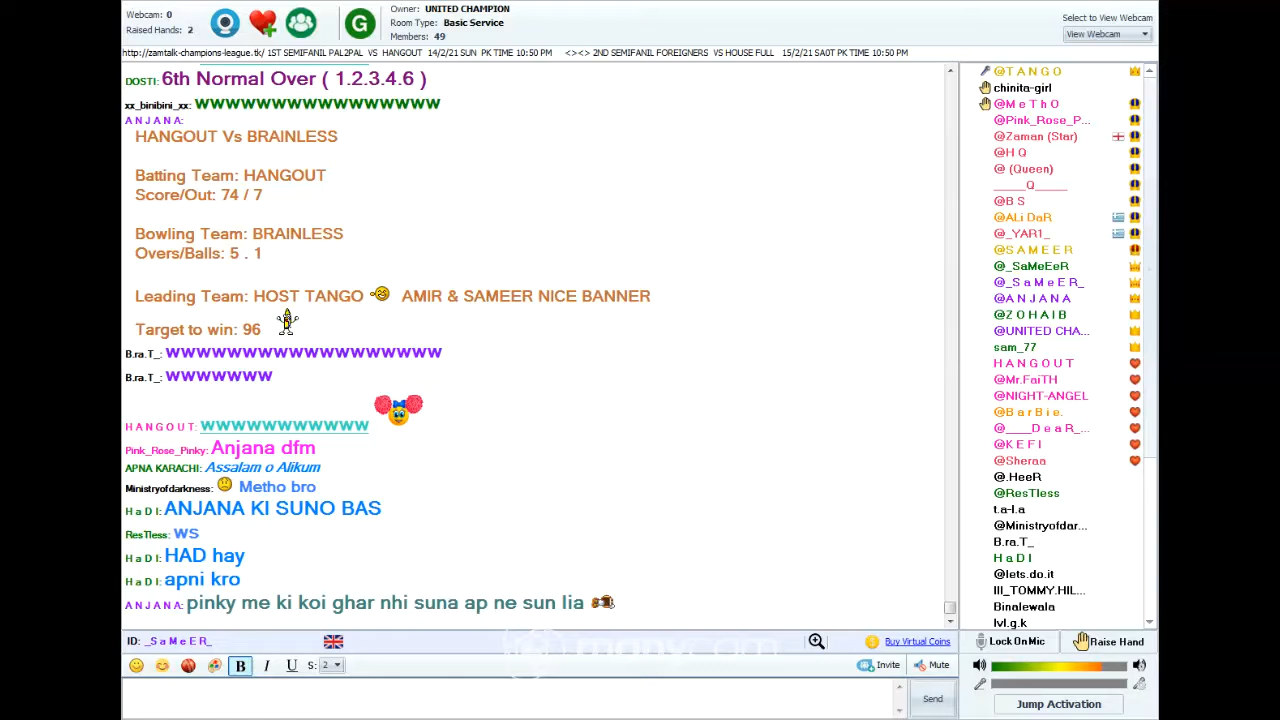 Webcam: 0
Raised Hands: 2
G
Owner: UNITED CHAMPION
Room Type: Basic Service
Members: 49
Select to View Webcam
View Webcam
http://zamtalk-champions-league.tk/ 1ST SEMIFANIL PAL2PAL VS HANGOUT 14/2/21 SUN PK TIME 10:50 PM <><> 2ND SEMIFANIL FOREIGNERS VS HOUSE FULL 15/2/21 SA0T PK TIME 10:50 PM
DOSTI: 6th Normal Over ( 1.2.3.4.6 )
xx_binibini_xx: WWWWWWWWWWWWWWWW
A N J A N A:
HANGOUT Vs BRAINLESS
Batting Team: HANGOUT
Score/Out: 74 / 7
Bowling Team: BRAINLESS
Overs/Balls: 5 . 1
Leading Team: HOST TANGO AMIR & SAMEER NICE BANNER
Target to win: 96
B.ra.T_: WWWWWWWWWWWWWWWWWW
B.ra.T_: WWWWWWW
H A N G O U T: WWWWWWWWWWW
Pink_Rose_Pinky: Anjana dfm
APNA KARACHI: Assalam o Alikum
Ministryofdarkness: Metho bro
H a D I: ANJANA KI SUNO BAS
ResTless: ws
H a D I: HAD hay
H a D I: apni kro
A N J A N A: pinky me ki koi ghar nhi suna ap ne sun lia
@T A N G O
chinita-girl
@M e T h O
@Pink_Rose_P...
@Zaman (Star)
@H Q
@ (Queen)
_____Q______
@B S
@ALi DaR
@_YAR1_
@S A M E E R
@_SaMeEeR
@_S a M e E R_
@A N J A N A
@Z O H A I B
@UNITED CHA...
sam_77
H A N G O U T
@Mr.FaiTH
@NIGHT-ANGEL
@B a r B i e.
@____D e a R_...
@K E F I
@Sheraa
@.HeeR
@ResTless
t.a-l.a
@Ministryofdar...
B.ra.T_
H a D I
@lets.do.it
III_TOMMY.HIL...
Binalewala
lvl.g.k
ID: _S a M e E R_
manycam
Buy Virtual Coins
Lock On Mic
Raise Hand
B I U S: 2
Invite
Mute
Send
Jump Activation